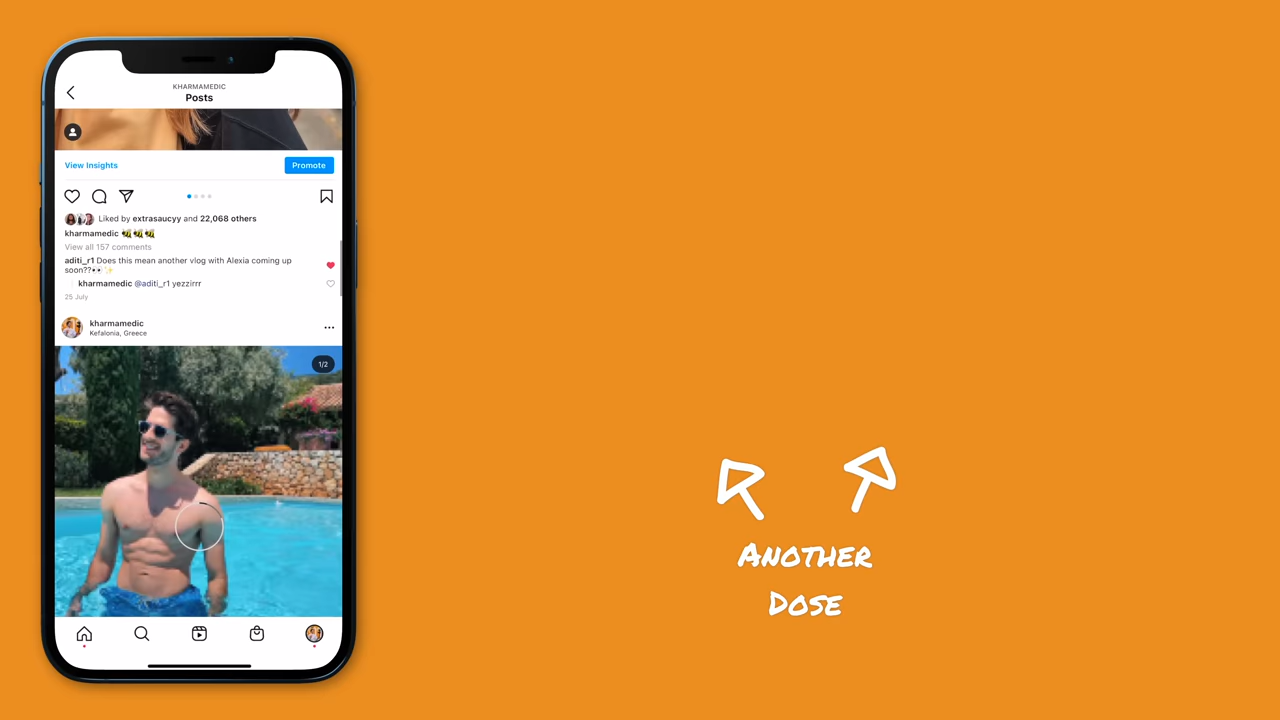 KHARMAMEDIC
Posts
View Insights
Promote
Liked by extrasaucyy and 22,068 others
kharmamedic 🐝🐝🐝
View all 157 comments
aditi_r1 Does this mean another vlog with Alexia coming up
soon??👀✨
kharmamedic @aditi_r1 yezzirrr
25 July
kharmamedic
Kefalonia, Greece
1/2
Another
Dose